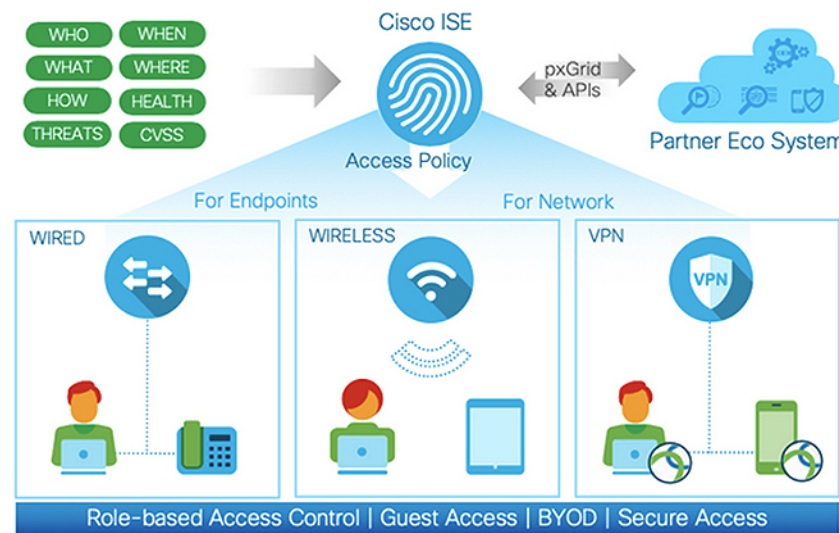 Cisco ISE
WHO
WHEN
WHAT
WHERE
HOW
HEALTH
THREATS
CVSS
pxGrid
& APIs
Partner Eco System
Access Policy
For Endpoints
For Network
WIRED
WIRELESS
VPN
VPN
Role-based Access Control | Guest Access | BYOD | Secure Access